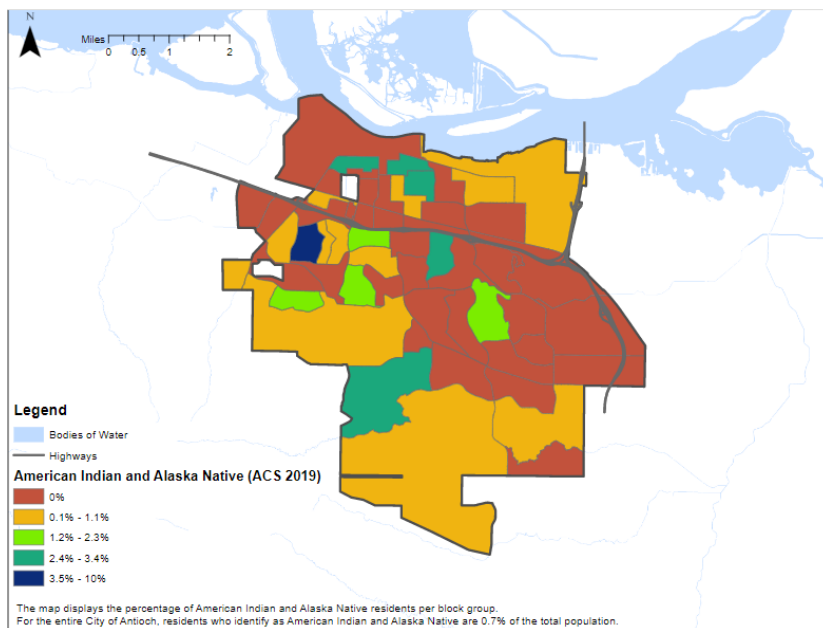 N
Miles
0 0.5 1 2
Legend
Bodies of Water
Highways
American Indian and Alaska Native (ACS 2019)
0%
0.1% - 1.1%
1.2% - 2.3%
2.4% - 3.4%
3.5% - 10%
The map displays the percentage of American Indian and Alaska Native residents per block group.
For the entire City of Antioch, residents who identify as American Indian and Alaska Native are 0.7% of the total population.